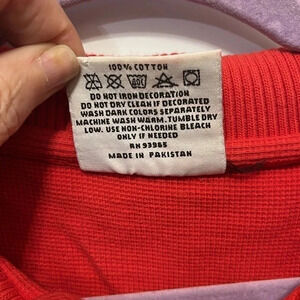 100% COTTON
DO NOT IRON DECORATION
DO NOT DRY CLEAN IF DECORATED
WASH DARK COLORS SEPARATELY
MACHINE WASH WARM. TUMBLE DRY
LOW. USE NON-CHLORINE BLEACH
ONLY IF NEEDED
RN 93965
MADE IN PAKISTAN